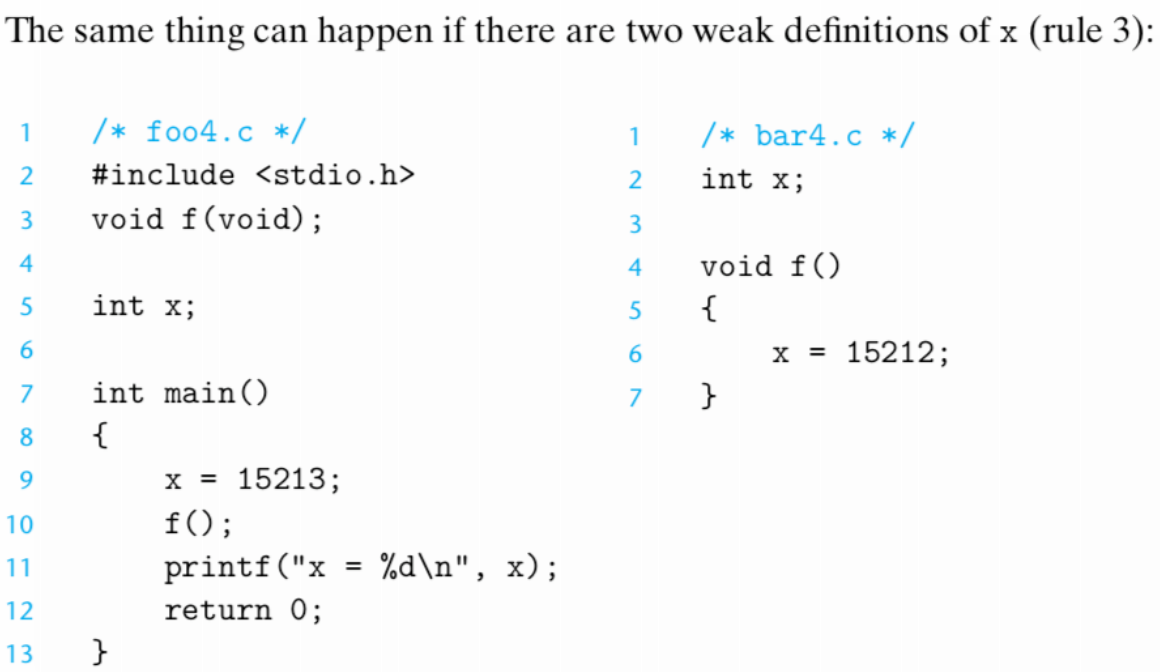 The same thing can happen if there are two weak definitions of x (rule 3):
1 /* foo4.c */
2 #include <stdio.h>
3 void f(void);
4
5 int x;
6
7 int main()
8 {
9 x = 15213;
10 f();
11 printf("x = %d\n", x);
12 return 0;
13 }
1 /* bar4.c */
2 int x;
3
4 void f()
5 {
6 x = 15212;
7 }